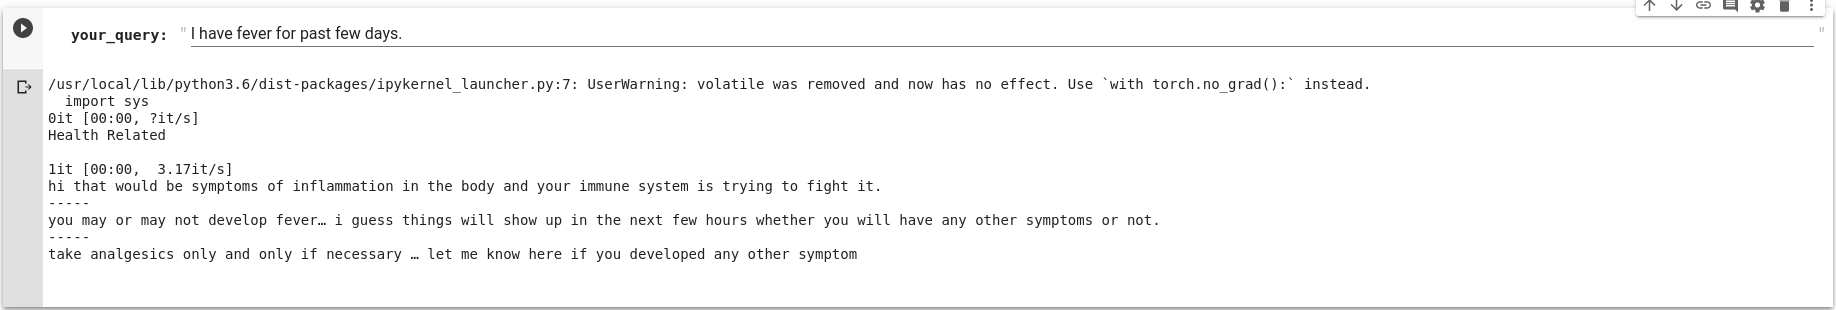 your_query: "I have fever for past few days."
/usr/local/lib/python3.6/dist-packages/ipykernel_launcher.py:7: UserWarning: volatile was removed and now has no effect. Use `with torch.no_grad():` instead.
  import sys
0it [00:00, ?it/s]
Health Related
1it [00:00,  3.17it/s]
hi that would be symptoms of inflammation in the body and your immune system is trying to fight it.
-----
you may or may not develop fever… i guess things will show up in the next few hours whether you will have any other symptoms or not.
-----
take analgesics only and only if necessary … let me know here if you developed any other symptom